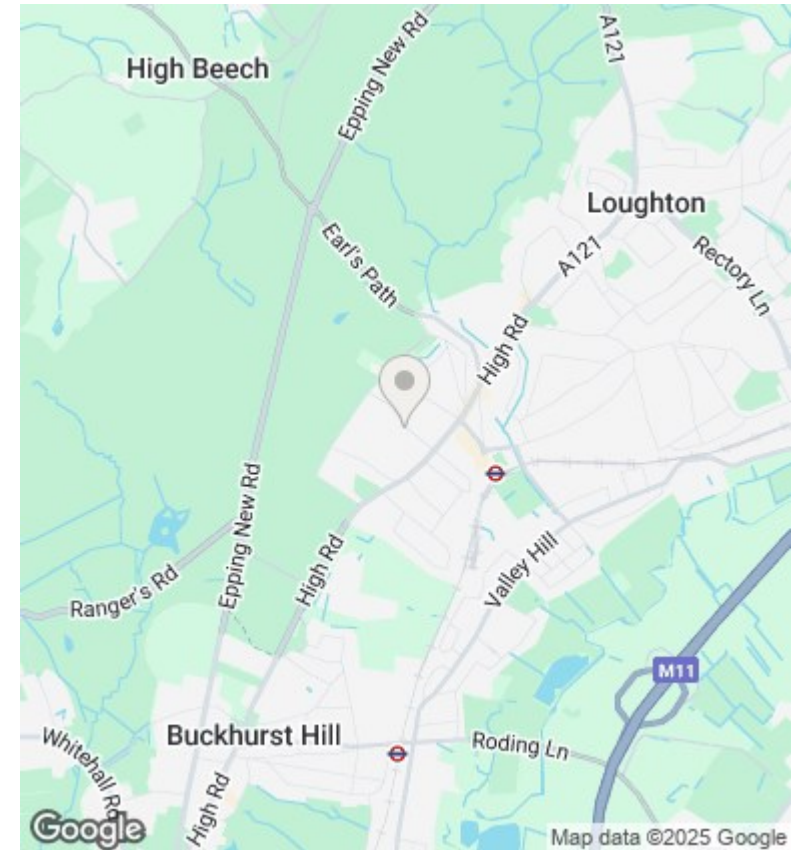 A121
Epping New Rd
High Beech
Loughton
Earl's Path
A121
Rectory Ln
High Rd
Epping New Rd
High Rd
Valley Hill
Ranger's Rd
M11
Buckhurst Hill
Roding Ln
Whitehall Rd
High Rd
Google
Map data ©2025 Google